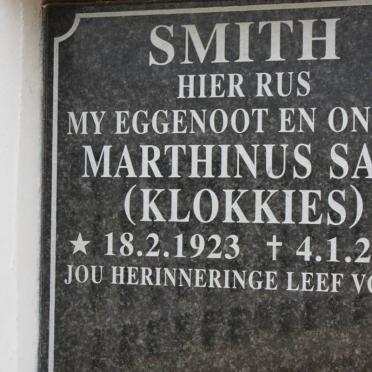 SMITH
HIER RUS
MY EGGENOOT EN ON
MARTHINUS SA
(KLOKKIES)
★ 18.2.1923 ✝ 4.1.2
JOU HERINNERINGE LEEF VO